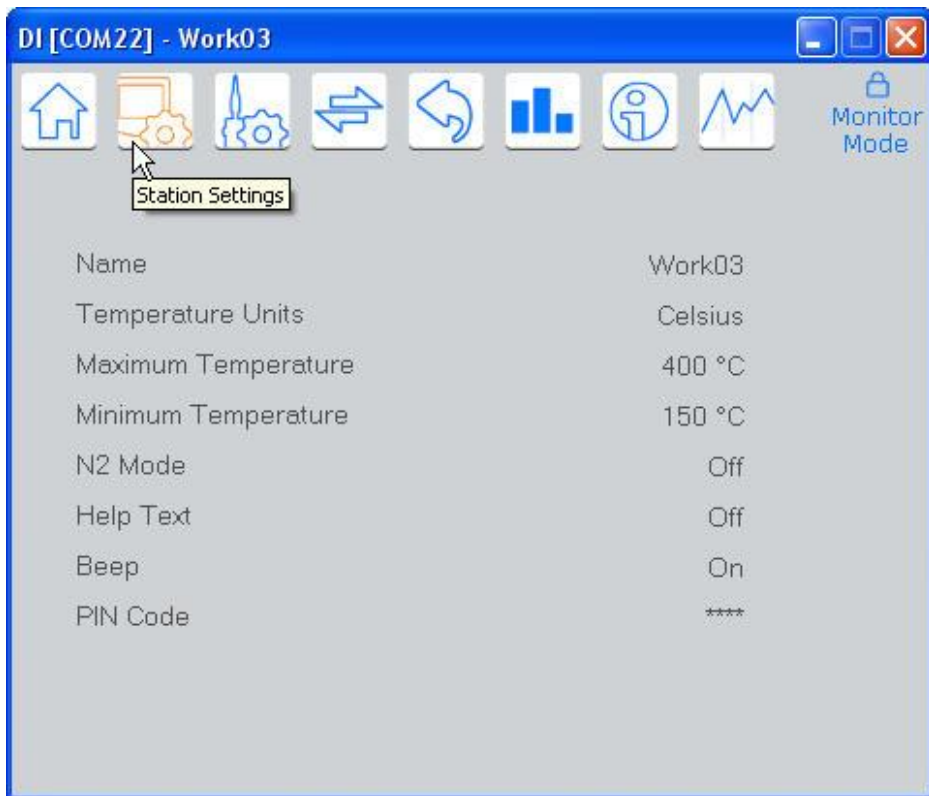 DI [COM22] - Work03
Monitor
Mode
Station Settings
Name Work03
Temperature Units Celsius
Maximum Temperature 400 °C
Minimum Temperature 150 °C
N2 Mode Off
Help Text Off
Beep On
PIN Code ****